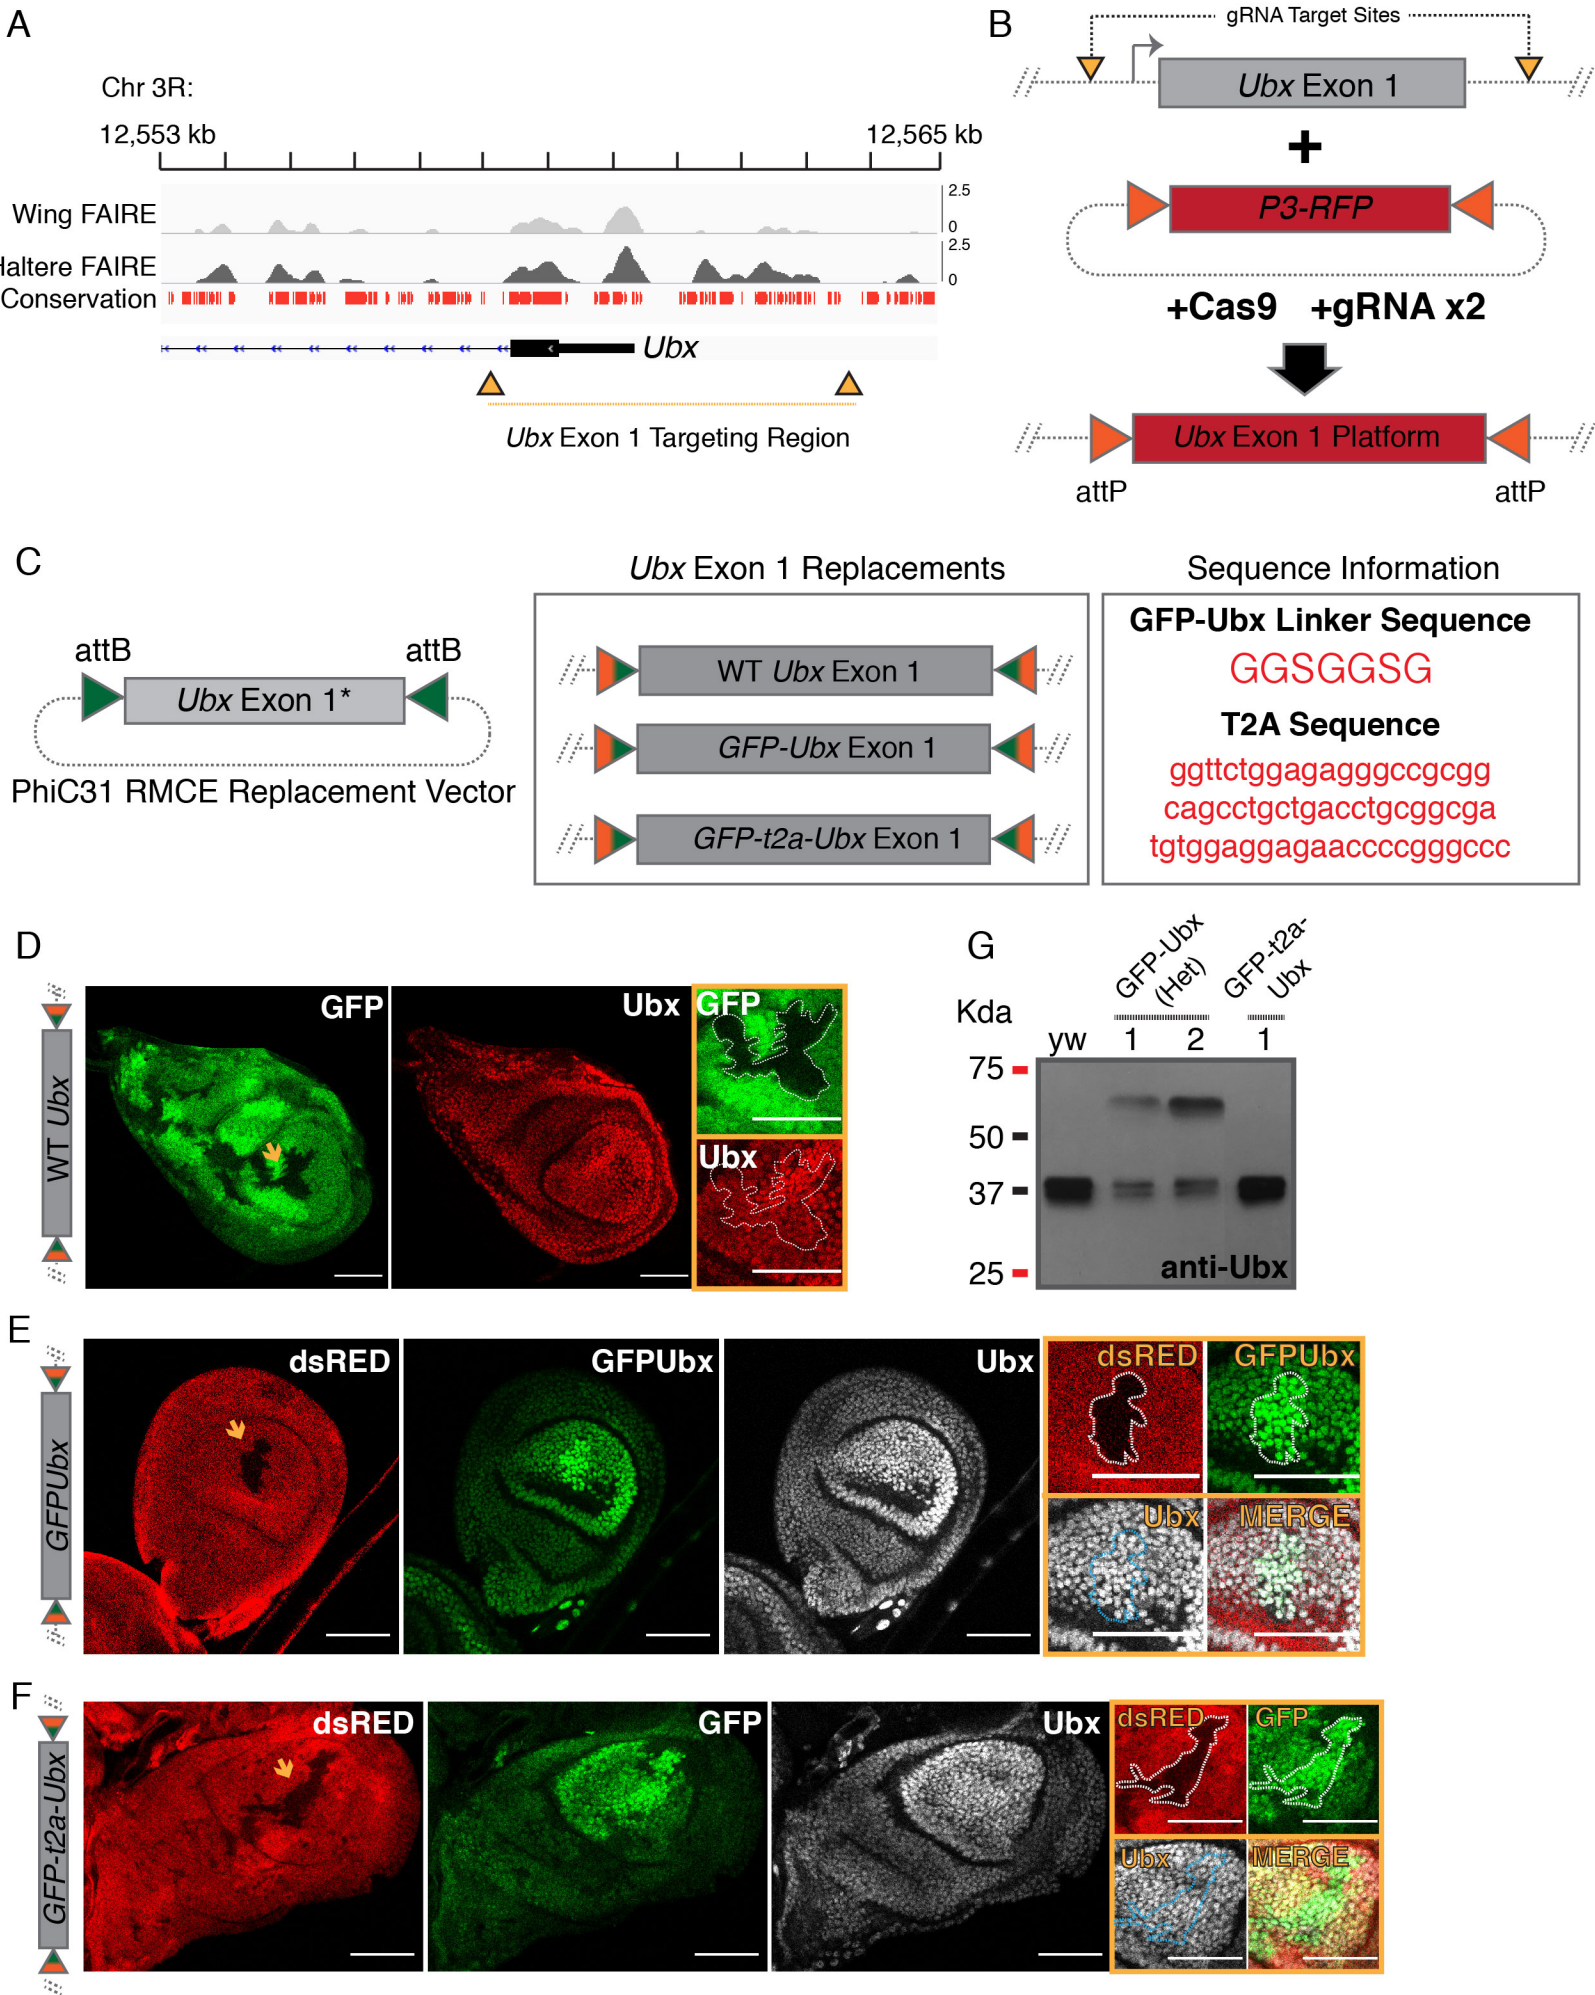 A
Chr 3R:
12,553 kb
12,565 kb
Wing FAIRE
2.5
0
Haltere FAIRE
2.5
0
Conservation
Ubx
Ubx Exon 1 Targeting Region
B
gRNA Target Sites
Ubx Exon 1
+
P3-RFP
+Cas9 +gRNA x2
Ubx Exon 1 Platform
attP
attP
C
attB
attB
Ubx Exon 1*
PhiC31 RMCE Replacement Vector
Ubx Exon 1 Replacements
WT Ubx Exon 1
GFP-Ubx Exon 1
GFP-t2a-Ubx Exon 1
Sequence Information
GFP-Ubx Linker Sequence
GGSGGSG
T2A Sequence
ggttctggagagggccgcgg
cagcctgctgacctgcggcga
tgtggaggagaaccccgggccc
D
WT Ubx
GFP
Ubx
GFP
Ubx
G
GFP-Ubx
(Het)
GFP-t2a-
Ubx
Kda
yw
1
2
1
75
50
37
25
anti-Ubx
E
GFPUbx
dsRED
GFPUbx
Ubx
dsRED
GFPUbx
Ubx
MERGE
F
GFP-t2a-Ubx
dsRED
GFP
Ubx
dsRED
GFP
Ubx
MERGE